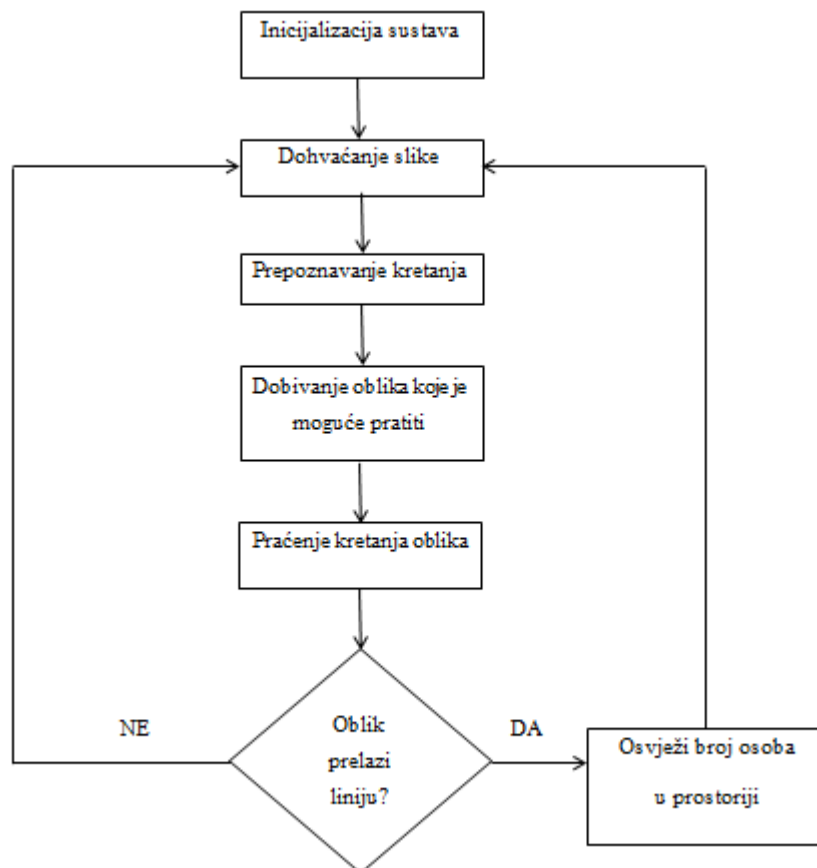 Inicijalizacija sustava
Dohvaćanje slike
Prepoznavanje kretanja
Dobivanje oblika koje je
moguće pratiti
Praćenje kretanja oblika
NE
Oblik
prelazi
liniju?
DA
Osvježi broj osoba
u prostoriji